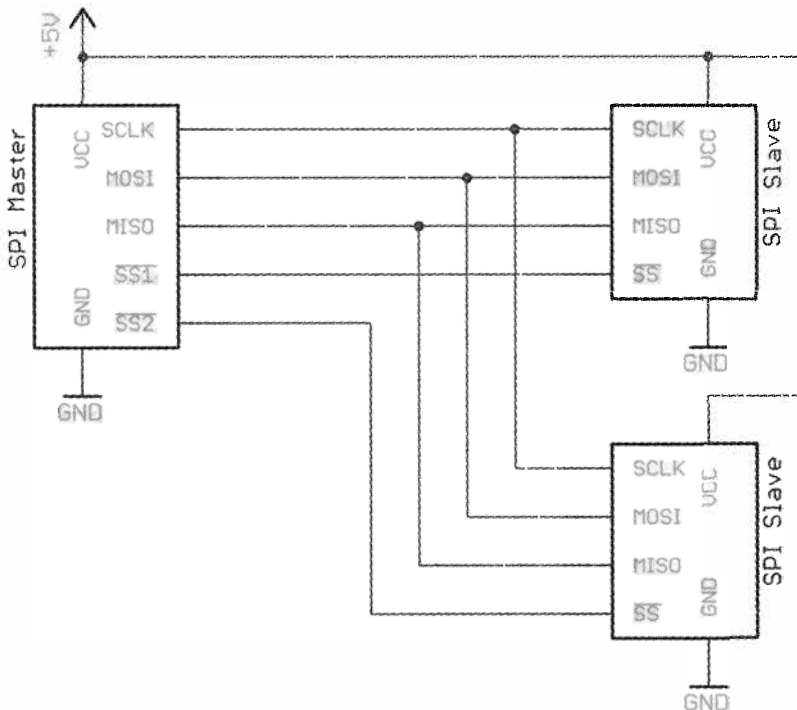 +5V
SPI Master
VCC
GND
SCLK
MOSI
MISO
SS1
SS2
GND
SCLK
MOSI
MISO
SS
VCC
GND
SPI Slave
GND
SCLK
MOSI
MISO
SS
VCC
GND
SPI Slave
GND